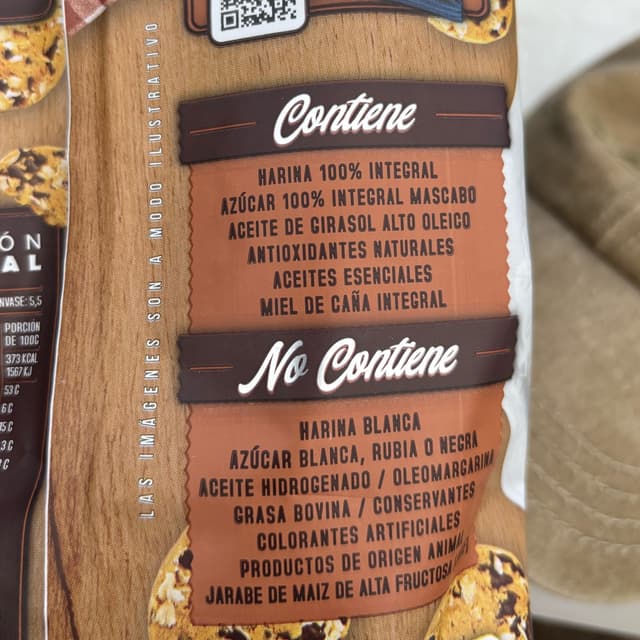 LAS IMÁGENES SON A MODO ILUSTRATIVO
Contiene
HARINA 100% INTEGRAL
AZÚCAR 100% INTEGRAL MASCABO
ACEITE DE GIRASOL ALTO OLEICO
ANTIOXIDANTES NATURALES
ACEITES ESENCIALES
MIEL DE CAÑA INTEGRAL
No Contiene
HARINA BLANCA
AZÚCAR BLANCA, RUBIA O NEGRA
ACEITE HIDROGENADO / OLEOMARGARINA
GRASA BOVINA / CONSERVANTES
COLORANTES ARTIFICIALES
PRODUCTOS DE ORIGEN ANIMAL
JARABE DE MAIZ DE ALTA FRUCTOSA
PORCIÓN
DE 100G
373 KCAL
1567 KJ
53 G